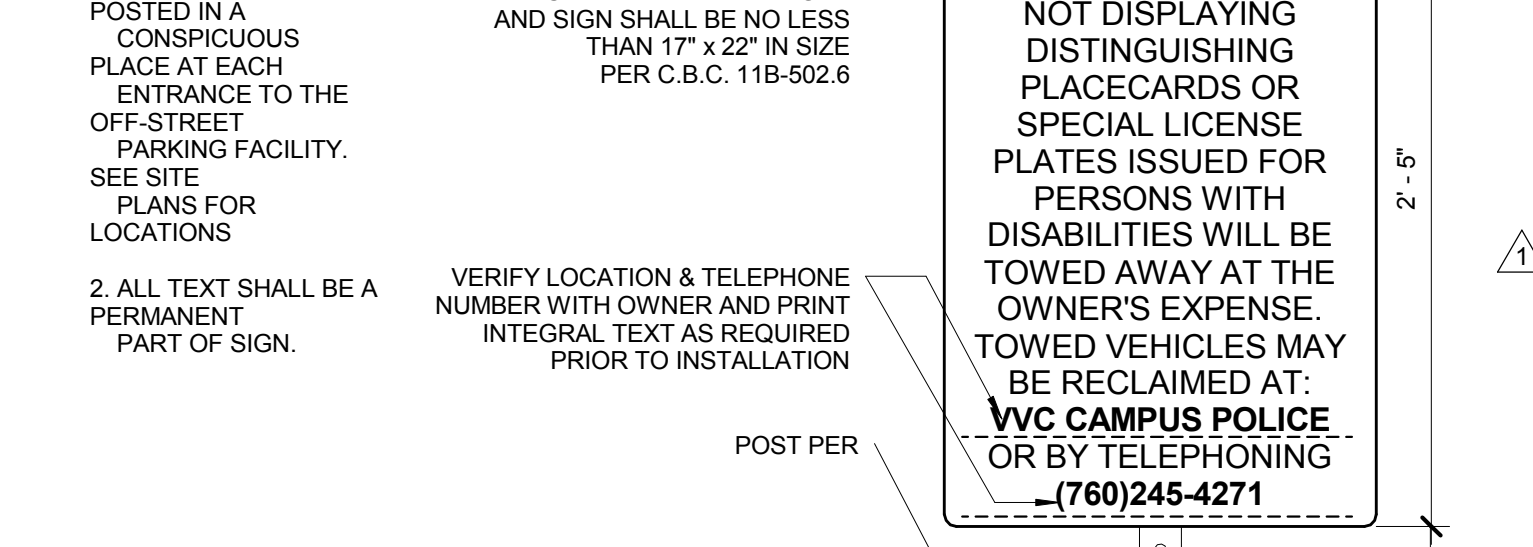 POSTED IN A
CONSPICUOUS
PLACE AT EACH
ENTRANCE TO THE
OFF-STREET
PARKING FACILITY.
SEE SITE
PLANS FOR
LOCATIONS
2. ALL TEXT SHALL BE A
PERMANENT
PART OF SIGN.
AND SIGN SHALL BE NO LESS
THAN 17" x 22" IN SIZE
PER C.B.C. 11B-502.6
VERIFY LOCATION & TELEPHONE
NUMBER WITH OWNER AND PRINT
INTEGRAL TEXT AS REQUIRED
PRIOR TO INSTALLATION
POST PER
NOT DISPLAYING
DISTINGUISHING
PLACECARDS OR
SPECIAL LICENSE
PLATES ISSUED FOR
PERSONS WITH
DISABILITIES WILL BE
TOWED AWAY AT THE
OWNER'S EXPENSE.
TOWED VEHICLES MAY
BE RECLAIMED AT:
VVC CAMPUS POLICE
OR BY TELEPHONING
(760)245-4271
2' - 5"
1